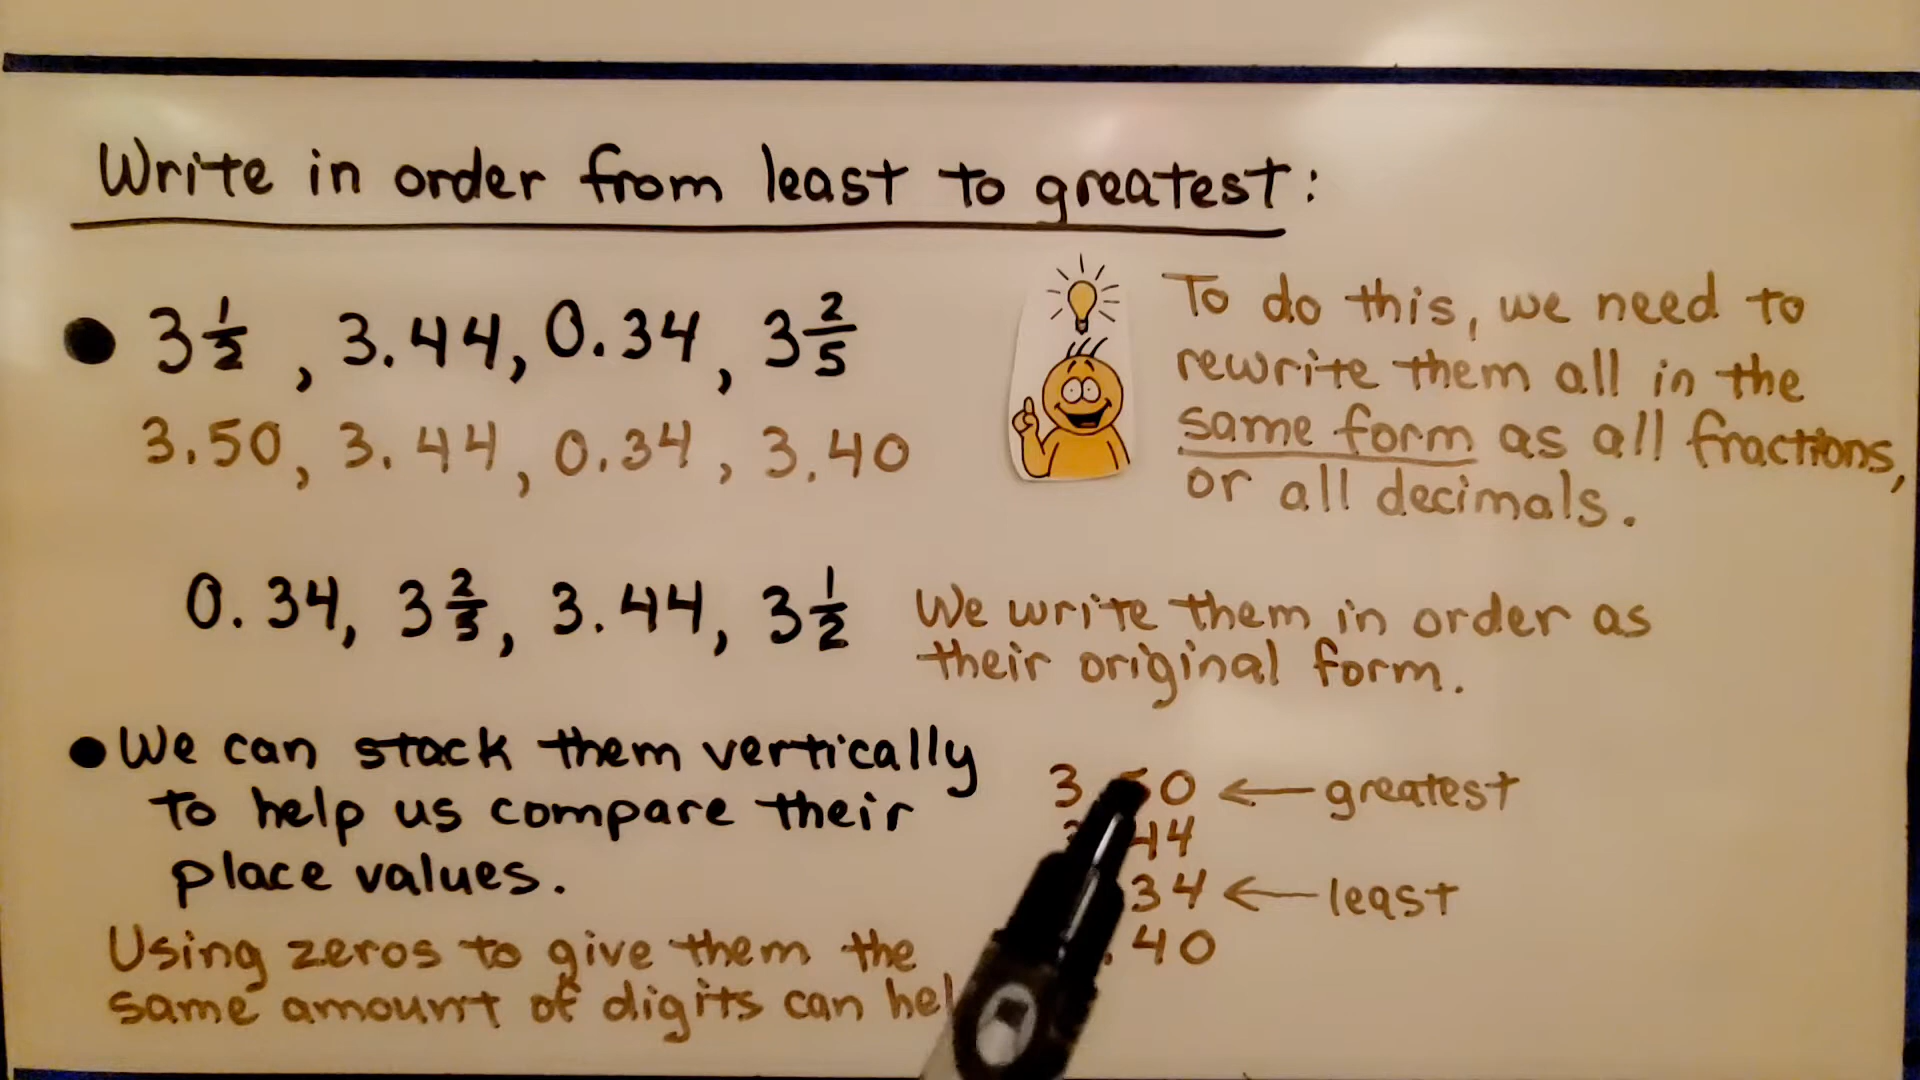 Write in order from least to greatest:
3 1/2, 3.44, 0.34, 3 2/5
3.50, 3.44, 0.34, 3.40
To do this, we need to
rewrite them all in the
same form as all fractions,
or all decimals.
0.34, 3 2/5, 3.44, 3 1/2
We write them in order as
their original form.
We can stack them vertically
to help us compare their
place values.
Using zeros to give them the
same amount of digits can
3 50 ← greatest
44
34 ← least
.40